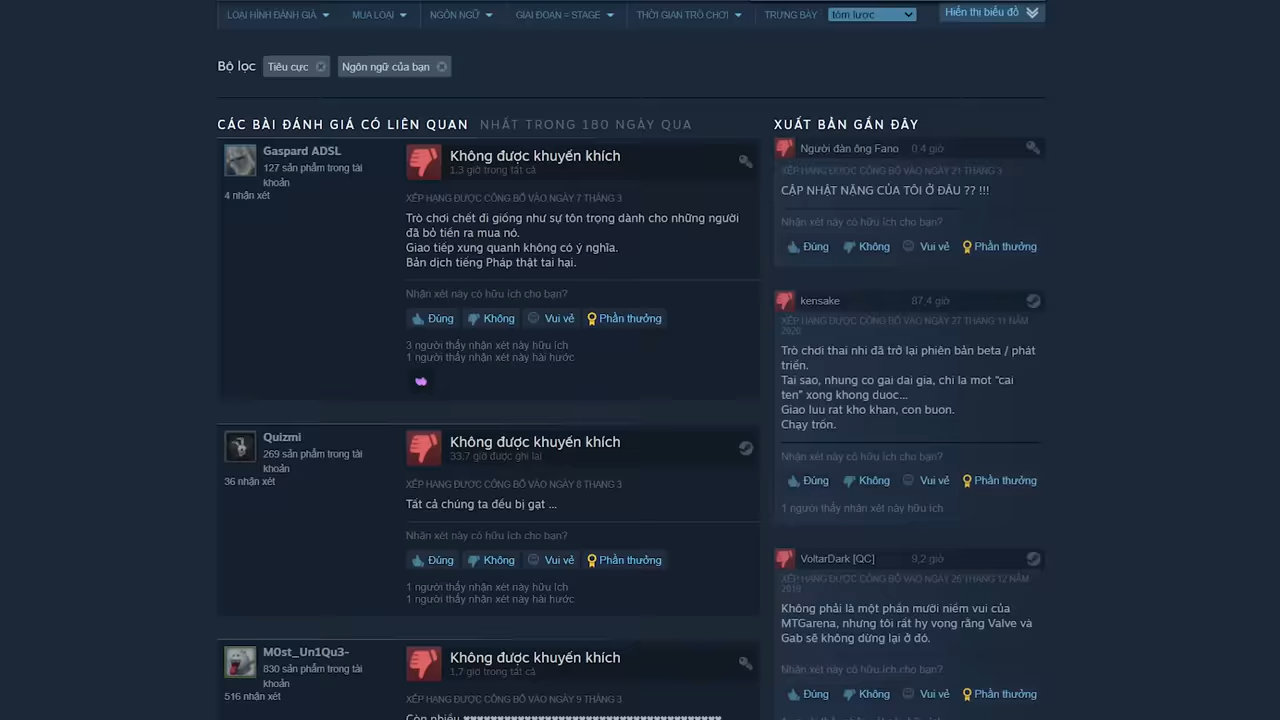 LOẠI HÌNH ĐÁNH GIÁ MUA LOẠI NGÔN NGỮ GIAI ĐOẠN = STAGE THỜI GIAN TRÒ CHƠI TRƯNG BÀY tóm lược Hiển thị biểu đồ
Bộ lọc Tiêu cực Ngôn ngữ của bạn
CÁC BÀI ĐÁNH GIÁ CÓ LIÊN QUAN NHẤT TRONG 180 NGÀY QUA
Gaspard ADSL
127 sản phẩm trong tài
khoản
4 nhận xét
Không được khuyến khích
1,3 giờ trong tất cả
XẾP HẠNG ĐƯỢC CÔNG BỐ VÀO NGÀY 7 THÁNG 3
Trò chơi chết đi giống như sự tôn trọng dành cho những người
đã bỏ tiền ra mua nó.
Giao tiếp xung quanh không có ý nghĩa.
Bản dịch tiếng Pháp thật tai hại.
Nhận xét này có hữu ích cho bạn?
Đúng Không Vui vẻ Phần thưởng
3 người thấy nhận xét này hữu ích
1 người thấy nhận xét này hài hước
Quizmi
269 sản phẩm trong tài
khoản
36 nhận xét
Không được khuyến khích
33,7 giờ được ghi lại
XẾP HẠNG ĐƯỢC CÔNG BỐ VÀO NGÀY 8 THÁNG 3
Tất cả chúng ta đều bị gạt ...
Nhận xét này có hữu ích cho bạn?
Đúng Không Vui vẻ Phần thưởng
1 người thấy nhận xét này hữu ích
1 người thấy nhận xét này hài hước
M0st_Un1Qu3-
830 sản phẩm trong tài
khoản
516 nhận xét
Không được khuyến khích
1,7 giờ trong tất cả
XẾP HẠNG ĐƯỢC CÔNG BỐ VÀO NGÀY 9 THÁNG 3
Còn nhiều
XUẤT BẢN GẦN ĐÂY
Người đàn ông Fano 0,4 giờ
XẾP HẠNG ĐƯỢC CÔNG BỐ VÀO NGÀY 21 THÁNG 3
CẬP NHẬT NẶNG CỦA TÔI Ở ĐÂU ?? !!!
Nhận xét này có hữu ích cho bạn?
Đúng Không Vui vẻ Phần thưởng
kensake 87,4 giờ
XẾP HẠNG ĐƯỢC CÔNG BỐ VÀO NGÀY 27 THÁNG 11 NĂM
2020
Trò chơi thai nhi đã trở lại phiên bản beta / phát
triển.
Tai sao, nhung co gai dai gia, chi la mot "cai
ten" xong khong duoc...
Giao luu rat kho khan, con buon.
Chạy trốn.
Nhận xét này có hữu ích cho bạn?
Đúng Không Vui vẻ Phần thưởng
1 người thấy nhận xét này hữu ích
VoltarDark [QC] 9,2 giờ
XẾP HẠNG ĐƯỢC CÔNG BỐ VÀO NGÀY 26 THÁNG 12 NĂM
2019
Không phải là một phần mười niềm vui của
MTGarena, nhưng tôi rất hy vọng rằng Valve và
Gab sẽ không dừng lại ở đó.
Nhận xét này có hữu ích cho bạn?
Đúng Không Vui vẻ Phần thưởng